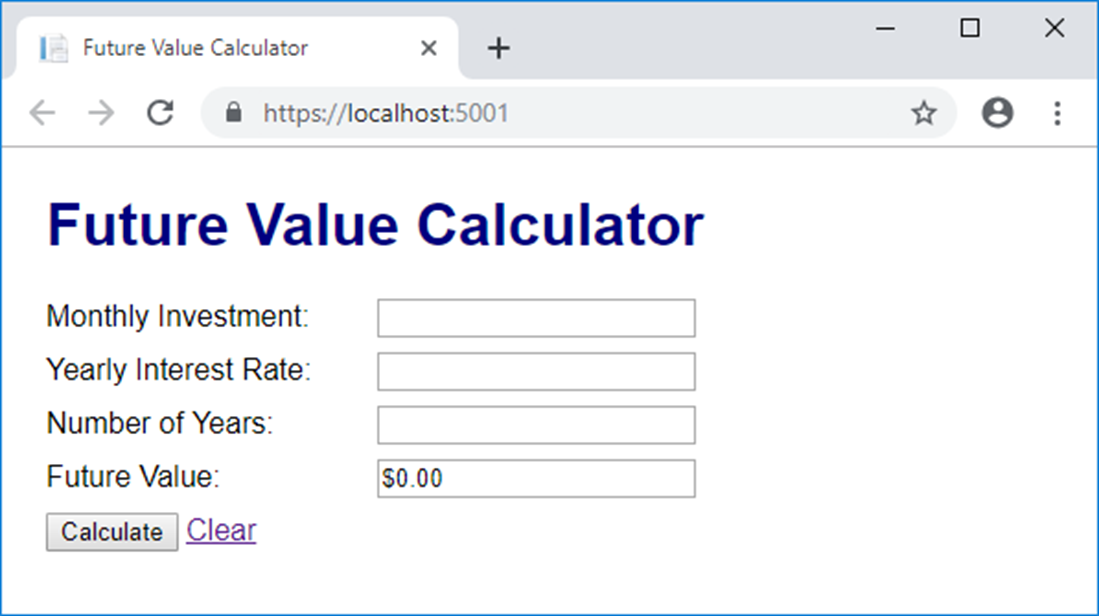 Future Value Calculator
https://localhost:5001
Future Value Calculator
Monthly Investment:
Yearly Interest Rate:
Number of Years:
Future Value: $0.00
Calculate Clear